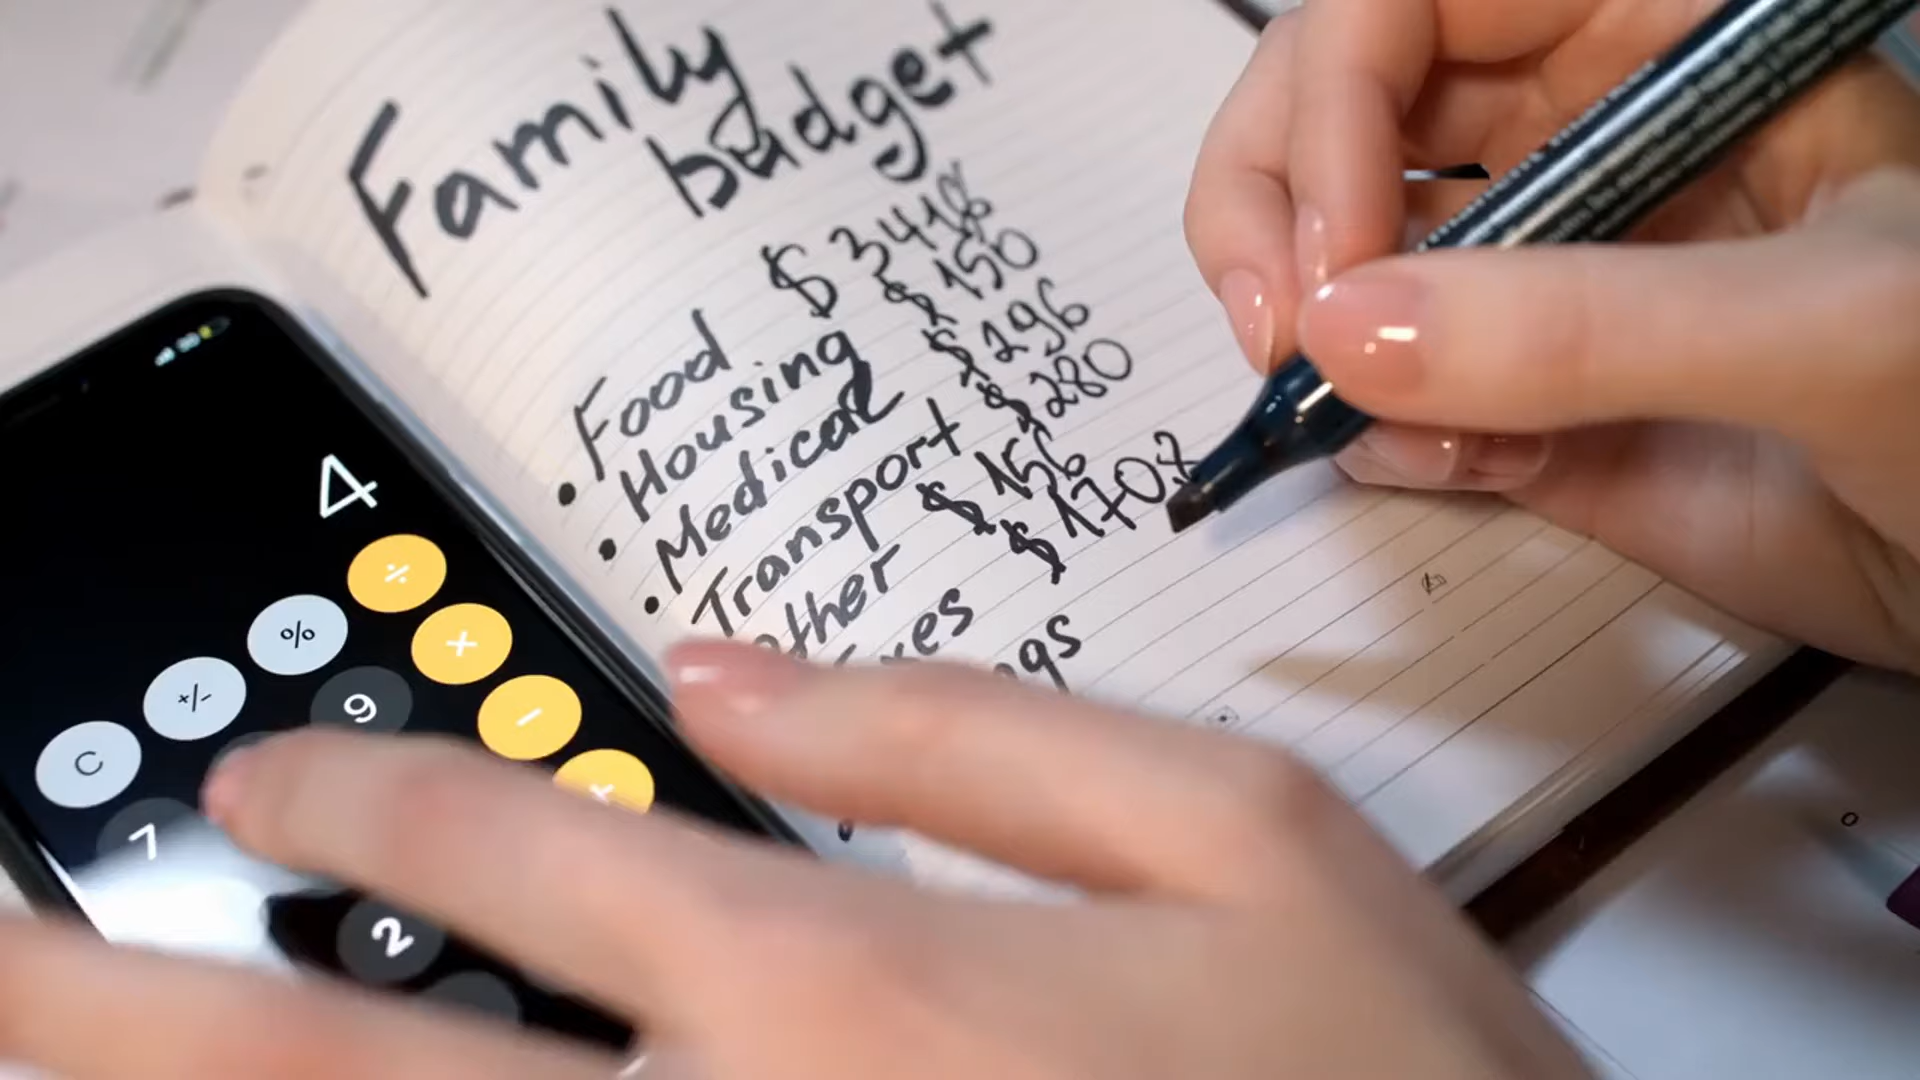 Family
budget
Food $3418
Housing $150
Medical $296
Transport $280
other $156
$1708
4
÷
% ×
+/- 9 −
C +
7
2